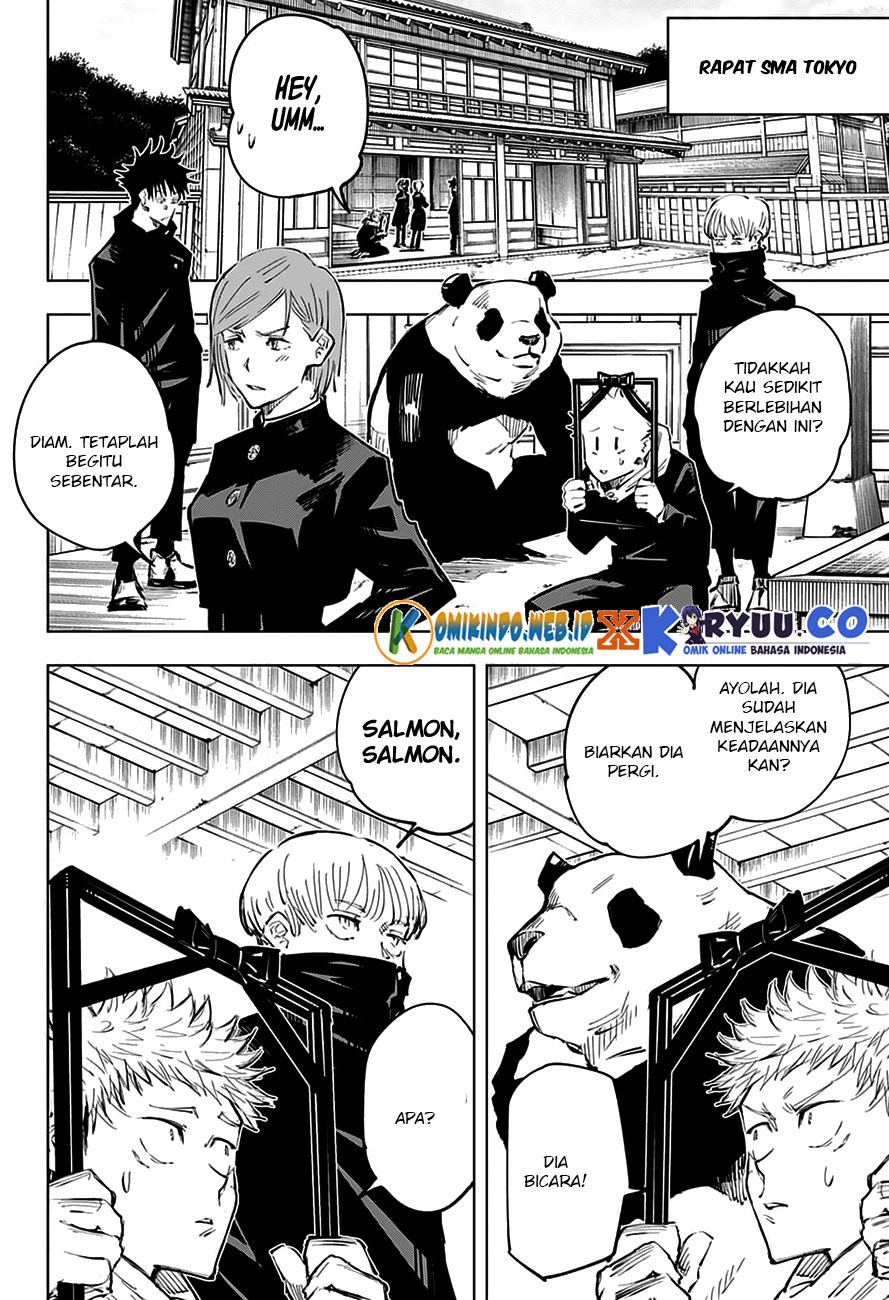 RAPAT SMA TOKYO
HEY,
UMM...
TIDAKKAH
KAU SEDIKIT
BERLEBIHAN
DENGAN INI?
DIAM. TETAPLAH
BEGITU
SEBENTAR.
KOMIKINDO.WEB.ID X KIRYUU.CO
BACA MANGA ONLINE BAHASA INDONESIA
KOMIK ONLINE BAHASA INDONESIA
AYOLAH. DIA
SUDAH
MENJELASKAN
KEADAANNYA
KAN?
BIARKAN DIA
PERGI.
DIA
BICARA!
SALMON,
SALMON.
APA?